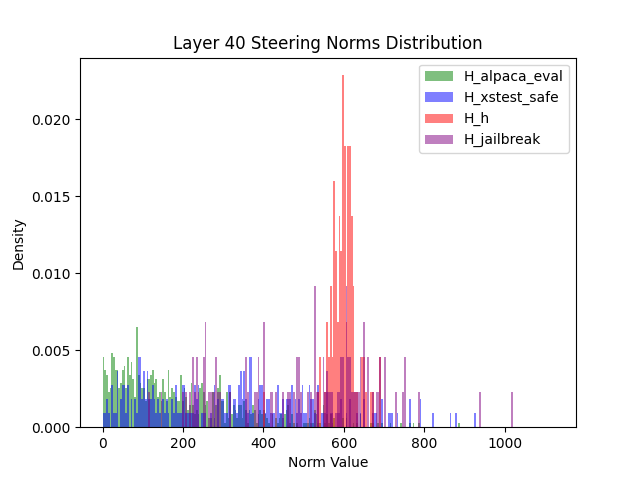 Layer 40 Steering Norms Distribution
H_alpaca_eval
H_xstest_safe
H_h
H_jailbreak
Density
0.020
0.015
0.010
0.005
0.000
0 200 400 600 800 1000
Norm Value